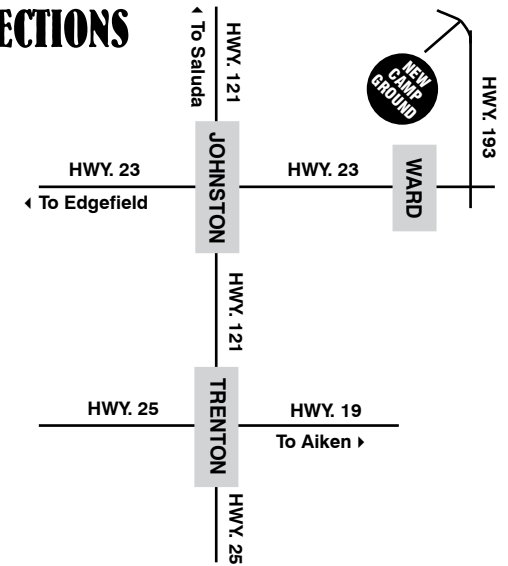 ECTIONS
To Saluda
HWY. 121
NEW
CAMP
GROUND
HWY. 193
HWY. 23
JOHNSTON
HWY. 23
WARD
To Edgefield
HWY. 121
HWY. 25
TRENTON
HWY. 19
To Aiken
HWY. 25